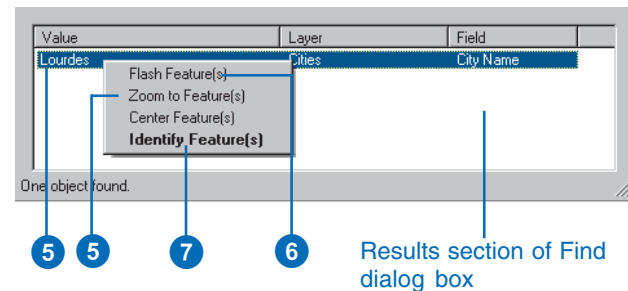 Value Layer Field
Lourdes Cities City Name
Flash Feature(s)
Zoom to Feature(s)
Center Feature(s)
Identify Feature(s)
One object found.
5 5 7 6
Results section of Find
dialog box